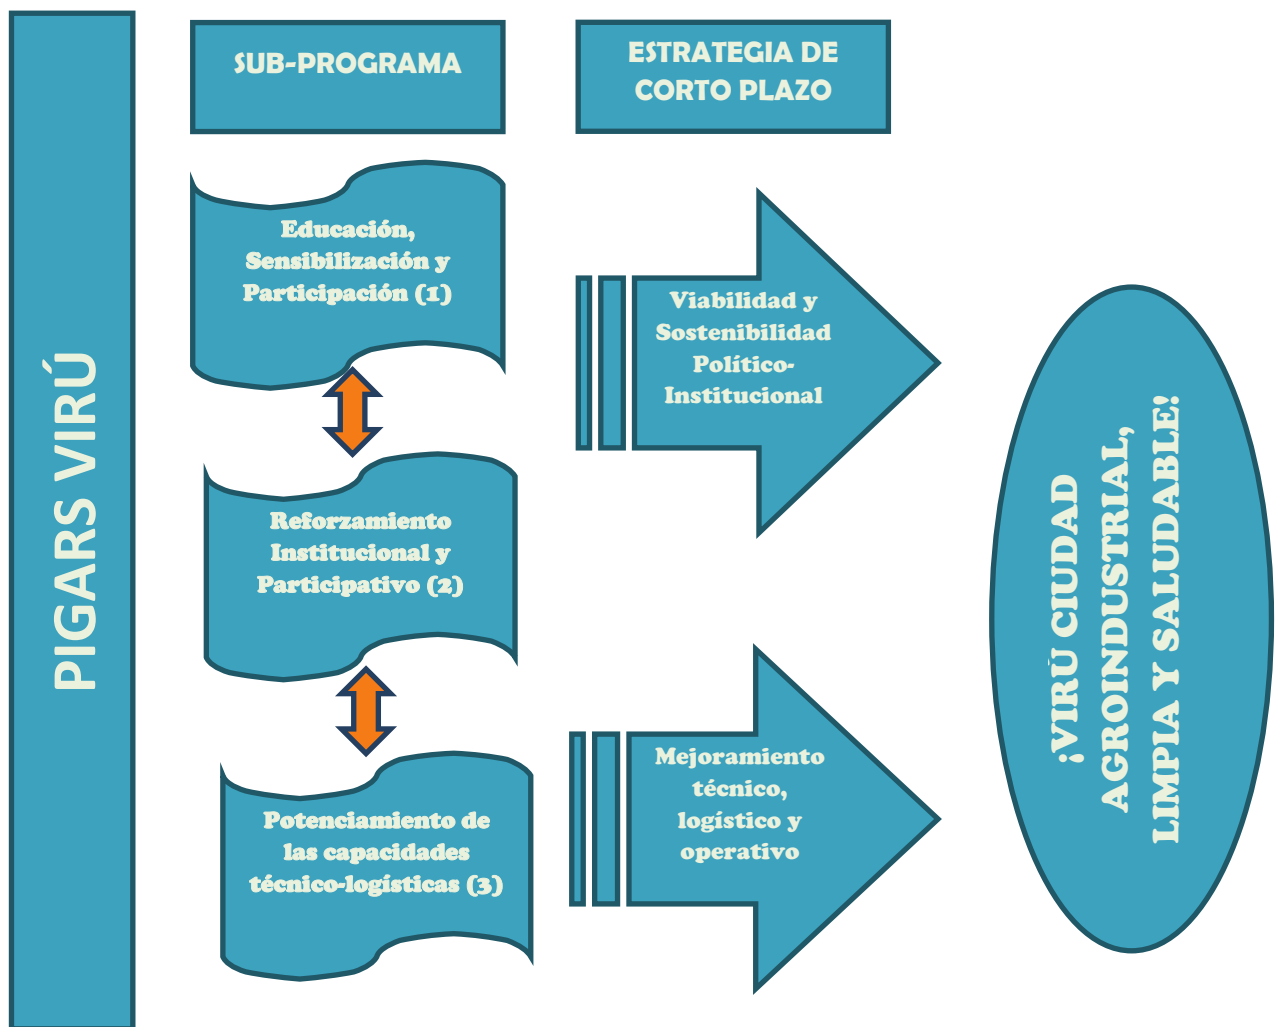 PIGARS VIRÚ
SUB-PROGRAMA
ESTRATEGIA DE
CORTO PLAZO
Educación,
Sensibilización y
Participación (1)
Reforzamiento
Institucional y
Participativo (2)
Potenciamiento de
las capacidades
técnico-logísticas (3)
Viabilidad y
Sostenibilidad
Político-
Institucional
Mejoramiento
técnico,
logístico y
operativo
¡VIRÚ CIUDAD
AGROINDUSTRIAL,
LIMPIA Y SALUDABLE!